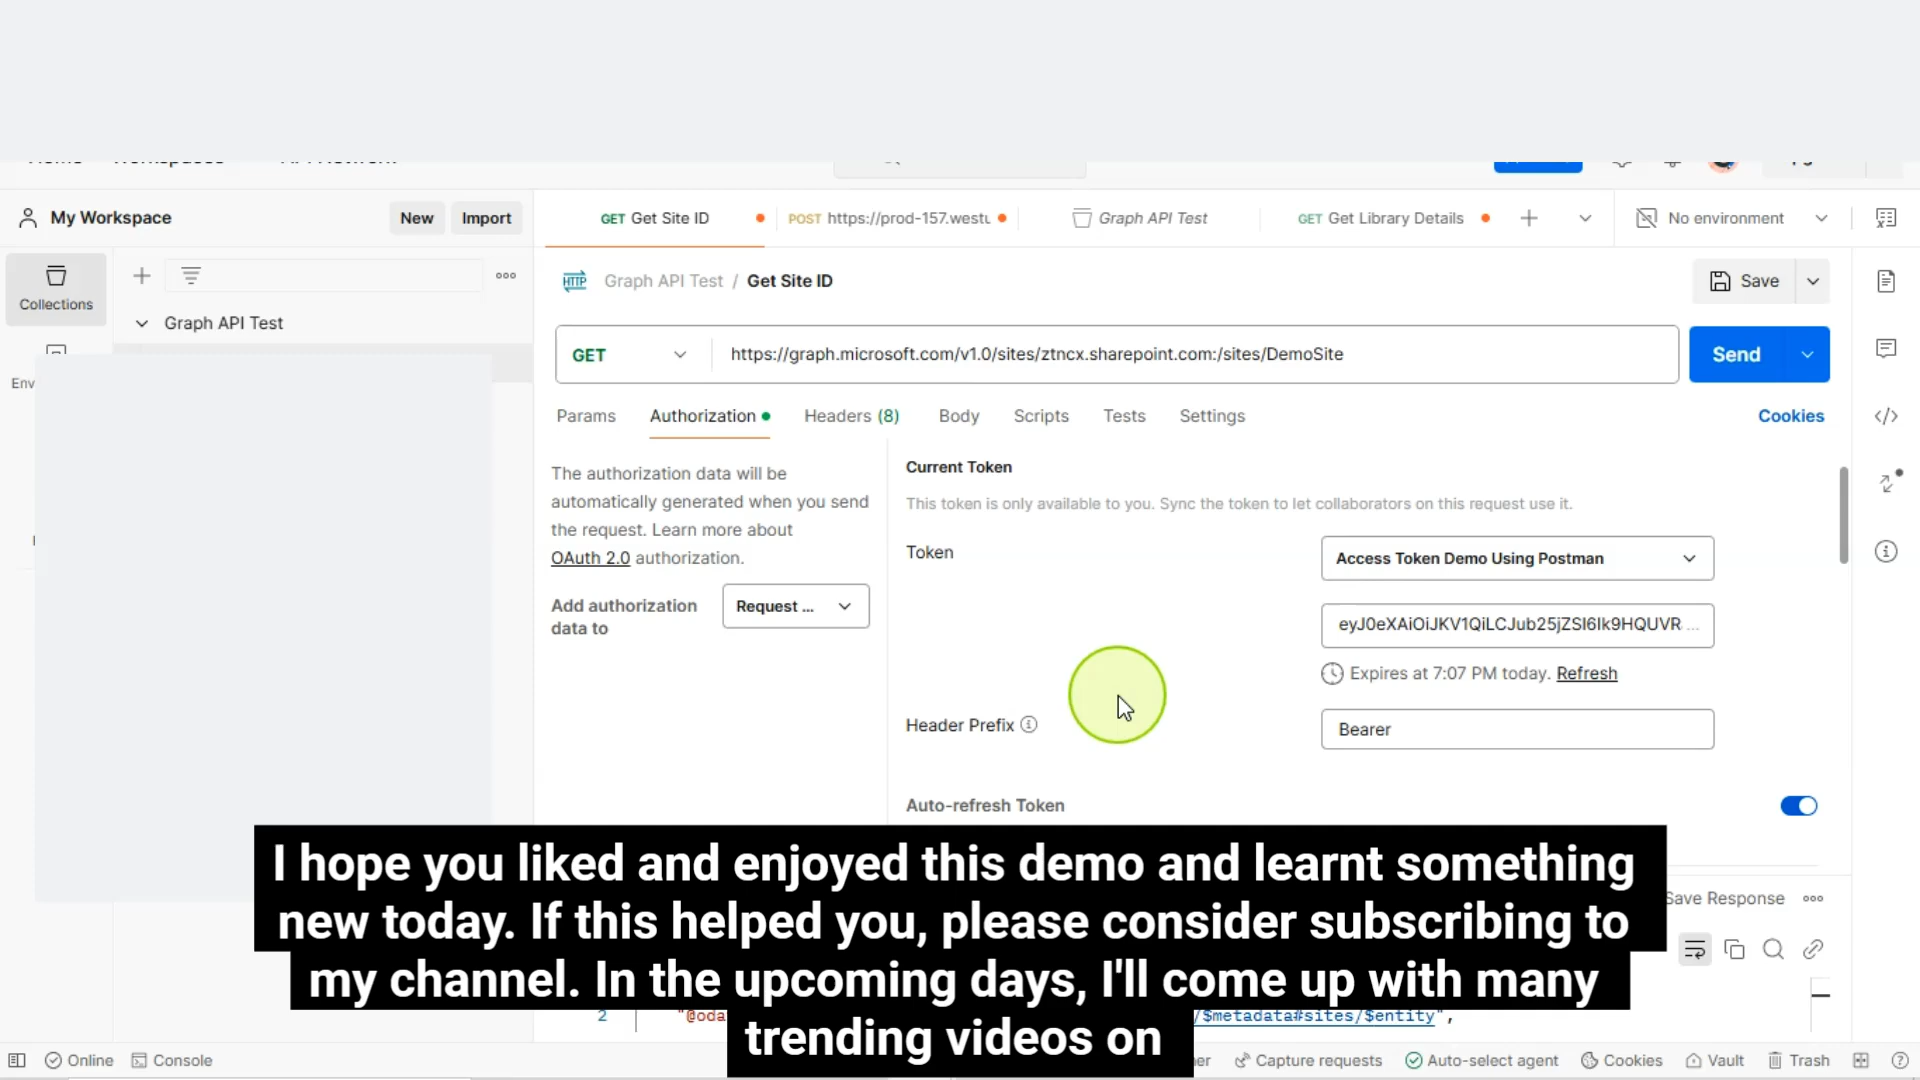 My Workspace
New
Import
GET Get Site ID
POST https://prod-157.westu
Graph API Test
GET Get Library Details
No environment
Collections
Graph API Test
Graph API Test / Get Site ID
Save
GET
https://graph.microsoft.com/v1.0/sites/ztncx.sharepoint.com:/sites/DemoSite
Send
Params
Authorization
Headers (8)
Body
Scripts
Tests
Settings
Cookies
The authorization data will be
automatically generated when you send
the request. Learn more about
OAuth 2.0 authorization.
Add authorization
data to
Request ...
Current Token
This token is only available to you. Sync the token to let collaborators on this request use it.
Token
Access Token Demo Using Postman
Expires at 7:07 PM today. Refresh
Header Prefix
Bearer
Auto-refresh Token
I hope you liked and enjoyed this demo and learnt something
new today. If this helped you, please consider subscribing to
my channel. In the upcoming days, I'll come up with many
trending videos on
Save Response
2
"@oda
/$metadata#sites/$entity",
Online
Console
Capture requests
Auto-select agent
Cookies
Vault
Trash